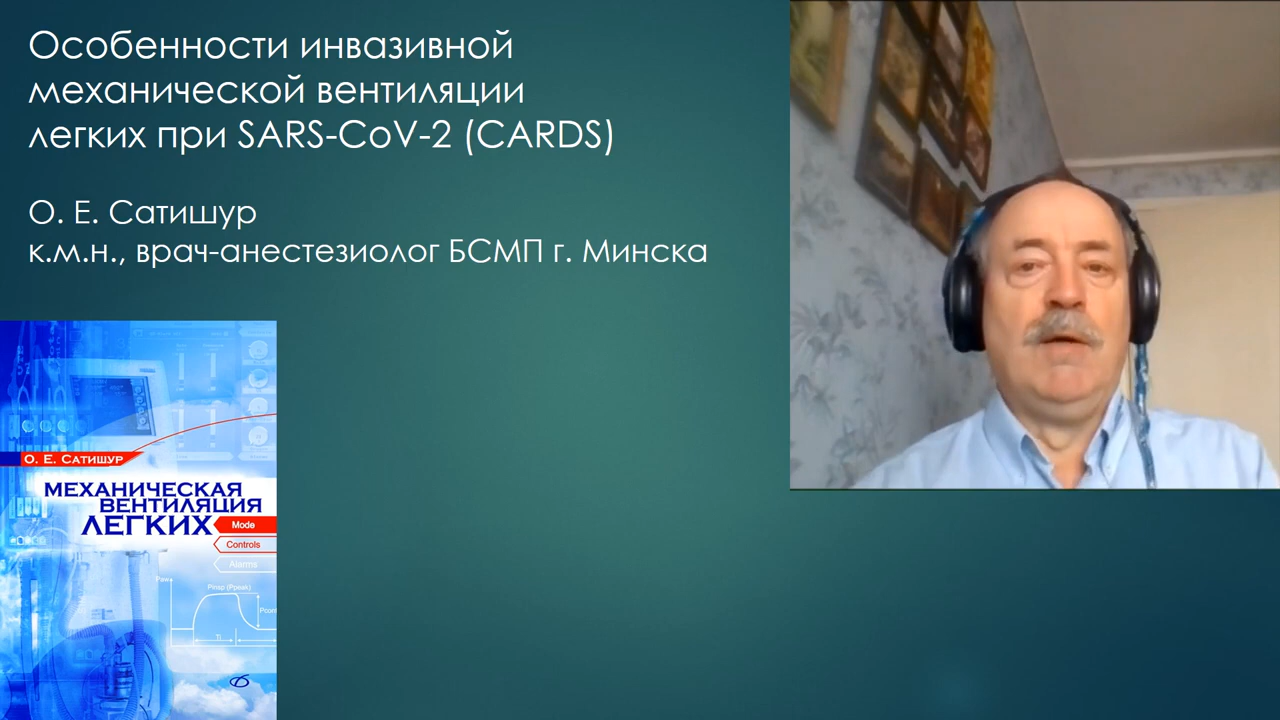 Особенности инвазивной
механической вентиляции
легких при SARS-CoV-2 (CARDS)
О. Е. Сатишур
к.м.н., врач-анестезиолог БСМП г. Минска
О. Е. Сатишур
МЕХАНИЧЕСКАЯ
ВЕНТИЛЯЦИЯ
ЛЕГКИХ
Mode
Controls
Alarms
Paw
Pinsp (Ppeak)
TI